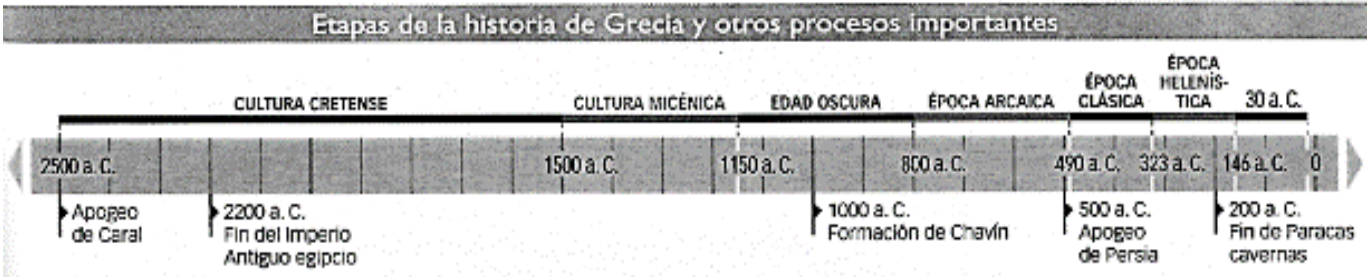 Etapas de la historia de Grecia y otros procesos importantes
CULTURA CRETENSE
CULTURA MICÉNICA
EDAD OSCURA
ÉPOCA ARCAICA
ÉPOCA
CLÁSICA
ÉPOCA
HELENÍS-
TICA
30 a. C.
2500 a. C.
1500 a. C.
1150 a. C.
800 a. C.
490 a. C.
323 a. C.
146 a. C.
0
Apogeo
de Caral
2200 a. C.
Fin del Imperio
Antiguo egipcio
1000 a. C.
Formación de Chavín
500 a. C.
Apogeo
de Persia
200 a. C.
Fin de Paracas
cavernas